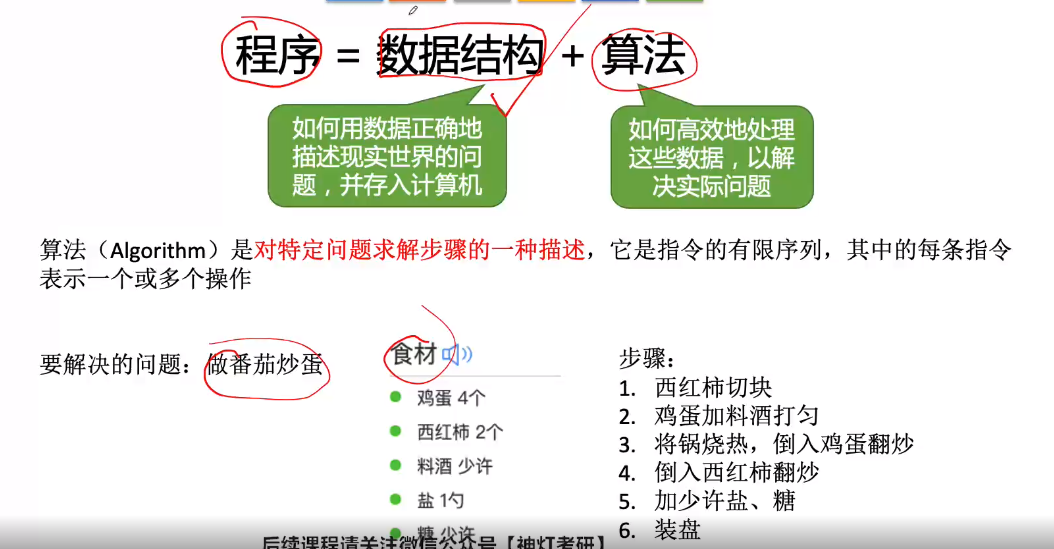 程序 = 数据结构 + 算法
如何用数据正确地
描述现实世界的问
题，并存入计算机
如何高效地处理
这些数据，以解
决实际问题
算法（Algorithm）是对特定问题求解步骤的一种描述，它是指令的有限序列，其中的每条指令
表示一个或多个操作
要解决的问题：做番茄炒蛋
食材
鸡蛋 4个
西红柿 2个
料酒 少许
盐 1勺
糖 少许
步骤：
1. 西红柿切块
2. 鸡蛋加料酒打匀
3. 将锅烧热，倒入鸡蛋翻炒
4. 倒入西红柿翻炒
5. 加少许盐、糖
6. 装盘
后续课程请关注微信公众号【神灯考研】